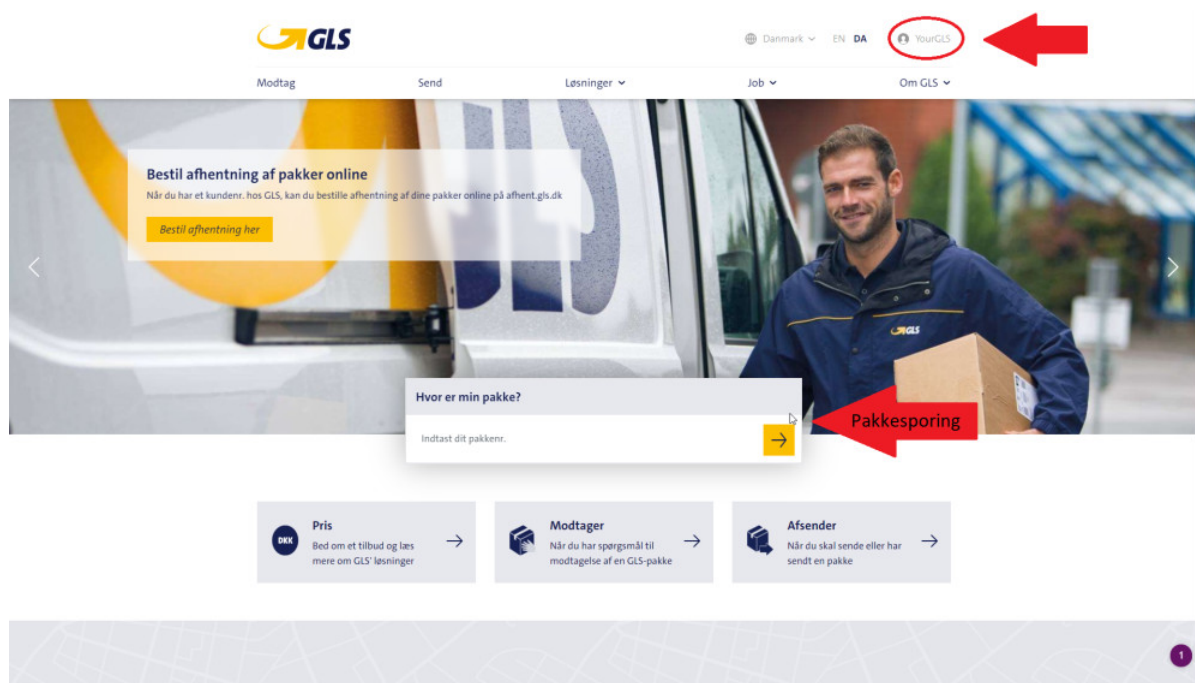 GLS
Danmark
EN DA
YourGLS
Modtag
Send
Løsninger
Job
Om GLS
Bestil afhentning af pakker online
Når du har et kundenr. hos GLS, kan du bestille afhentning af dine pakker online på afhent.gls.dk
Bestil afhentning her
GLS
Hvor er min pakke?
Indtast dit pakkenr.
Pakkesporing
DKK
Pris
Bed om et tilbud og læs
mere om GLS' løsninger
Modtager
Når du har spørgsmål til
modtagelse af en GLS-pakke
Afsender
Når du skal sende eller har
sendt en pakke
1